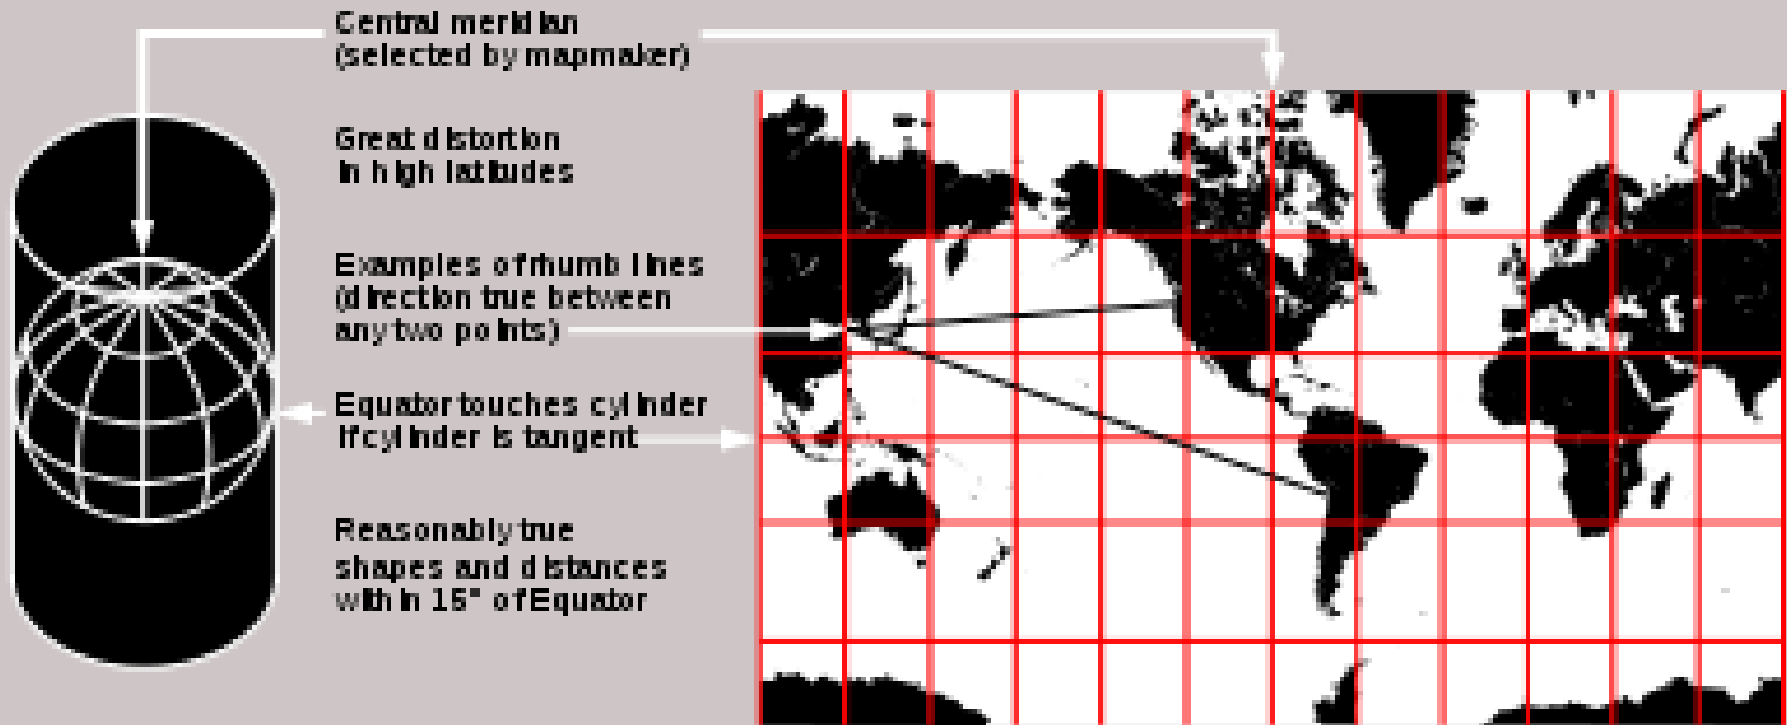 Central meridian
(selected by mapmaker)
Great distortion
in high latitudes
Examples of rhumb lines
(direction true between
any two points)
Equator touches cylinder
if cylinder is tangent
Reasonably true
shapes and distances
within 15° of Equator